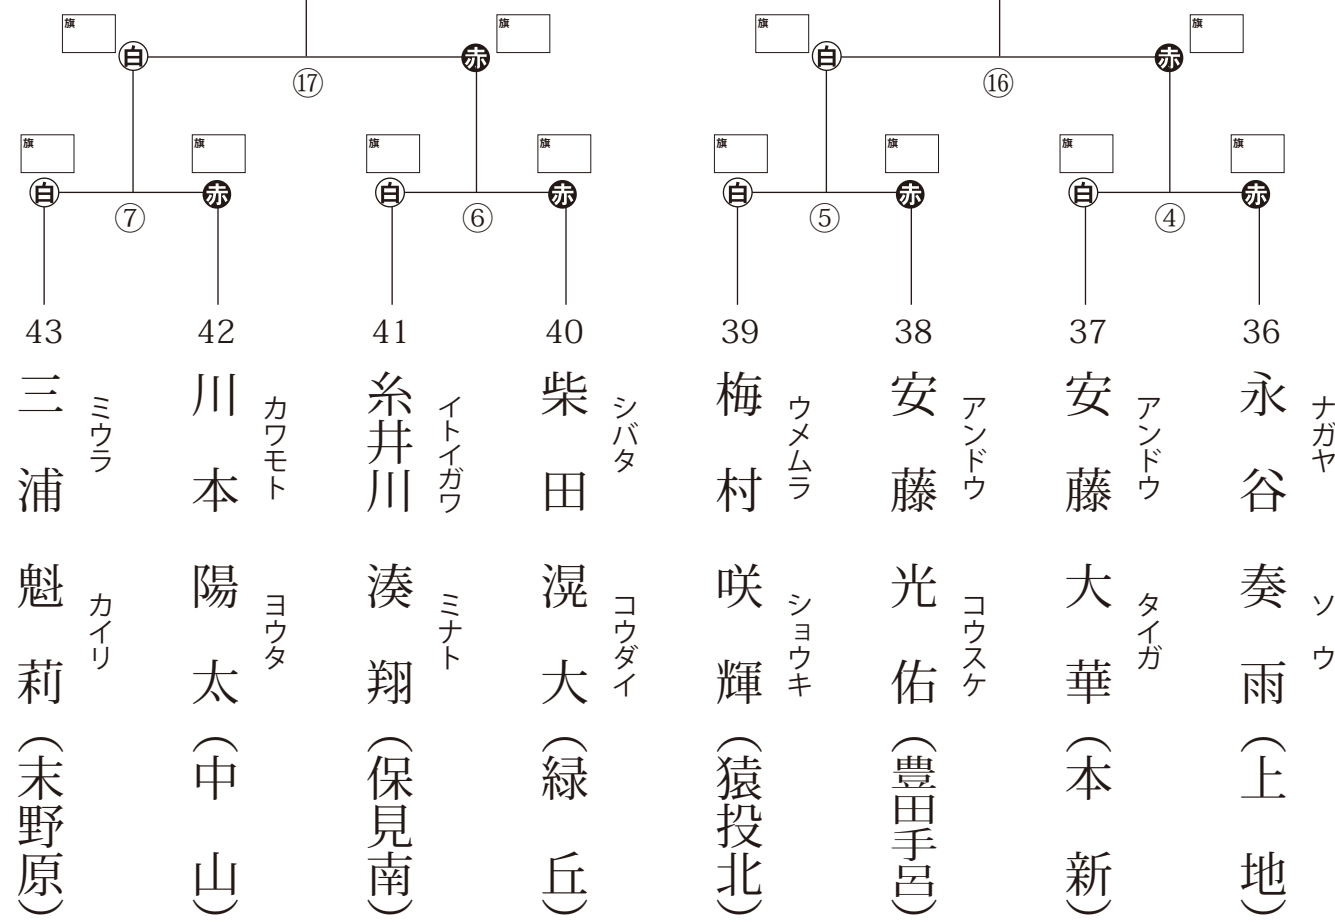 旗
旗
旗
旗
白
赤
白
赤
⑰
⑯
旗
旗
旗
旗
旗
旗
旗
旗
白
赤
白
赤
白
赤
白
赤
⑦
⑥
⑤
④
36
永谷 奏雨(上地)
ナガヤ ソウ
37
安藤 大華(本新)
アンドウ タイガ
38
安藤 光佑(豊田手呂)
アンドウ コウスケ
39
梅村 咲輝(猿投北)
ウメムラ ショウキ
40
柴田 滉大(緑丘)
シバタ コウダイ
41
糸井川 湊翔(保見南)
イトイガワ ミナト
42
川本 陽太(中山)
カワモト ヨウタ
43
三浦 魁莉(末野原)
ミウラ カイリ